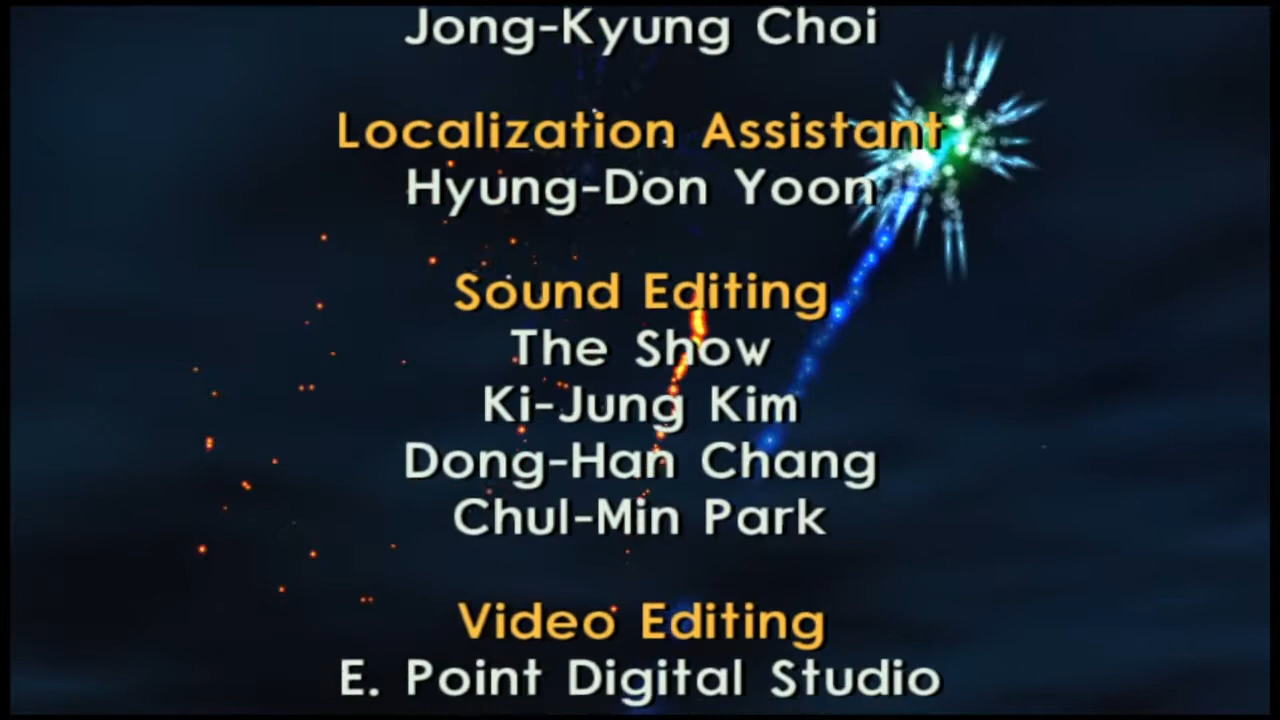 Jong-Kyung Choi
Localization Assistant
Hyung-Don Yoon
Sound Editing
The Show
Ki-Jung Kim
Dong-Han Chang
Chul-Min Park
Video Editing
E. Point Digital Studio